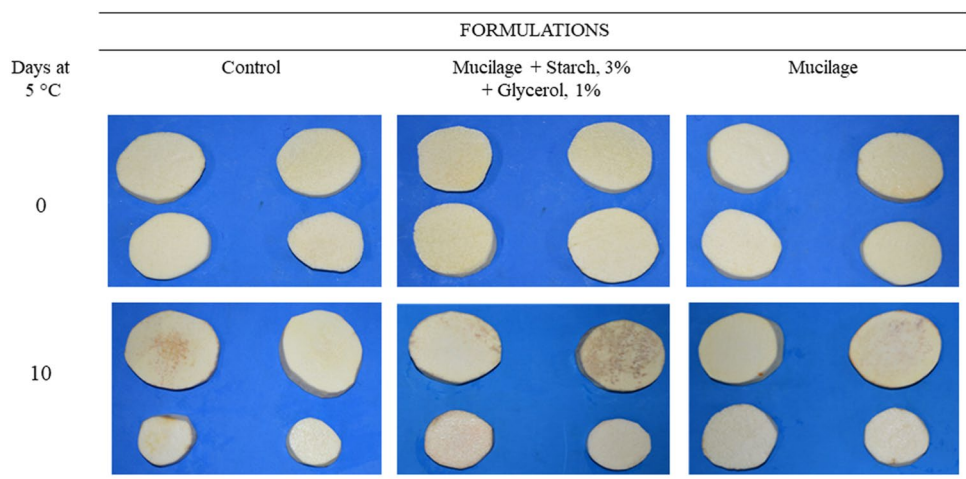 FORMULATIONS
Days at
5 °C
Control
Mucilage + Starch, 3%
+ Glycerol, 1%
Mucilage
0
10